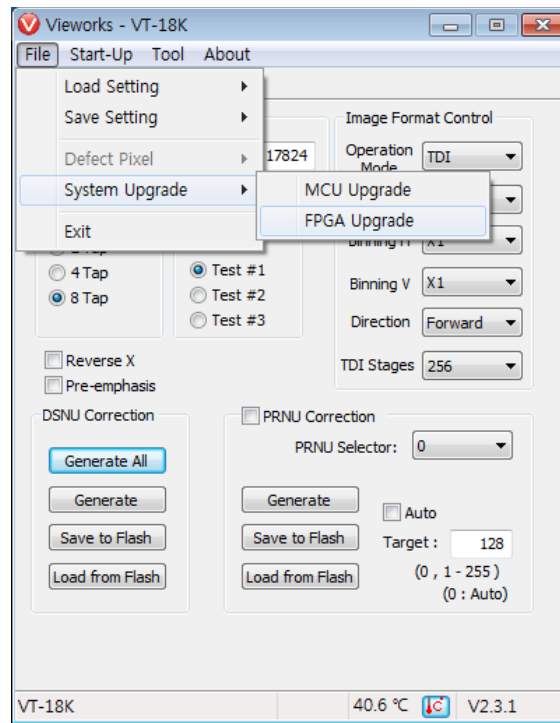 Vieworks - VT-18K
File Start-Up Tool About
Load Setting
Save Setting
Defect Pixel
System Upgrade
Exit
MCU Upgrade
FPGA Upgrade
17824
4 Tap
8 Tap
Test #1
Test #2
Test #3
Image Format Control
Operation Mode TDI
X1
Binning V X1
Direction Forward
TDI Stages 256
Reverse X
Pre-emphasis
DSNU Correction
Generate All
Generate
Save to Flash
Load from Flash
PRNU Correction
PRNU Selector: 0
Generate
Save to Flash
Load from Flash
Auto
Target : 128
(0 , 1 - 255 )
(0 : Auto)
VT-18K 40.6 ℃ V2.3.1